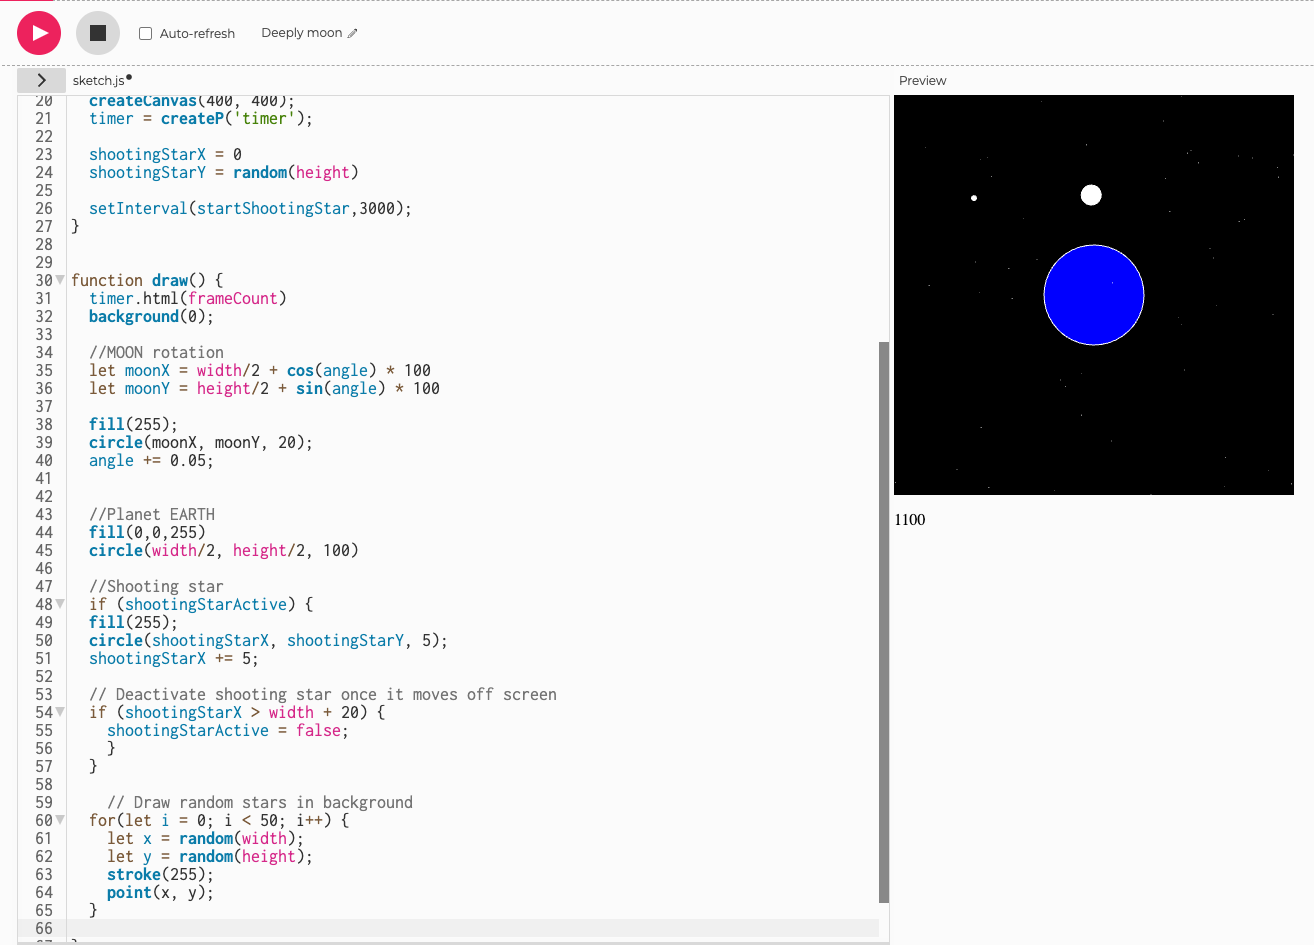 Auto-refresh
Deeply moon
sketch.js
Preview
20 createCanvas(400, 400);
21 timer = createP('timer');
22
23 shootingStarX = 0
24 shootingStarY = random(height)
25
26 setInterval(startShootingStar,3000);
27 }
28
29
30 function draw() {
31 timer.html(frameCount)
32 background(0);
33
34 //MOON rotation
35 let moonX = width/2 + cos(angle) * 100
36 let moonY = height/2 + sin(angle) * 100
37
38 fill(255);
39 circle(moonX, moonY, 20);
40 angle += 0.05;
41
42
43 //Planet EARTH
44 fill(0,0,255)
45 circle(width/2, height/2, 100)
46
47 //Shooting star
48 if (shootingStarActive) {
49 fill(255);
50 circle(shootingStarX, shootingStarY, 5);
51 shootingStarX += 5;
52
53 // Deactivate shooting star once it moves off screen
54 if (shootingStarX > width + 20) {
55 shootingStarActive = false;
56 }
57 }
58
59 // Draw random stars in background
60 for(let i = 0; i < 50; i++) {
61 let x = random(width);
62 let y = random(height);
63 stroke(255);
64 point(x, y);
65 }
66
1100